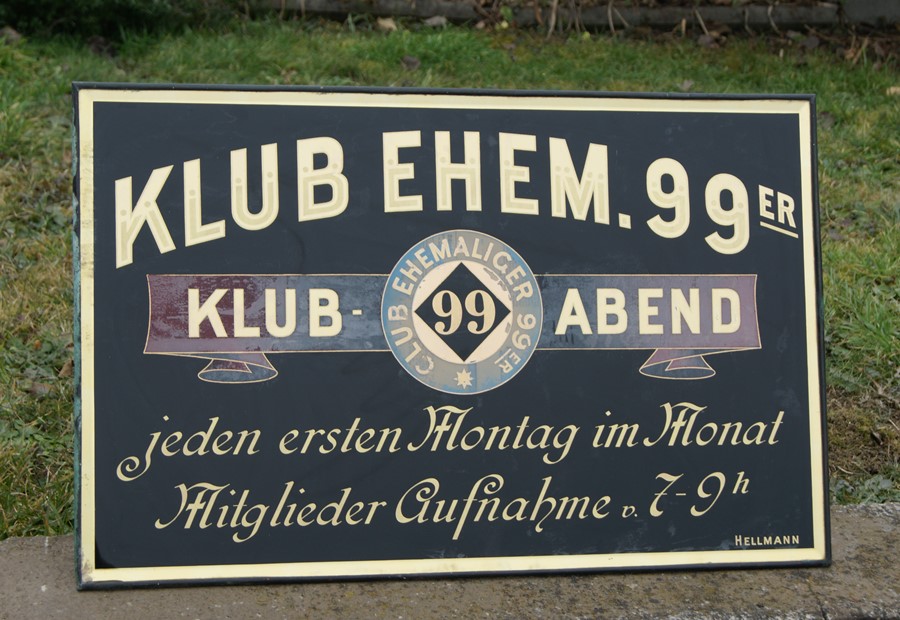 KLUB EHEM. 99ER
KLUB-ABEND
CLUB EHEMALIGER 99ER
99
jeden ersten Montag im Monat
Mitglieder Aufnahme v. 7-9h
HELLMANN